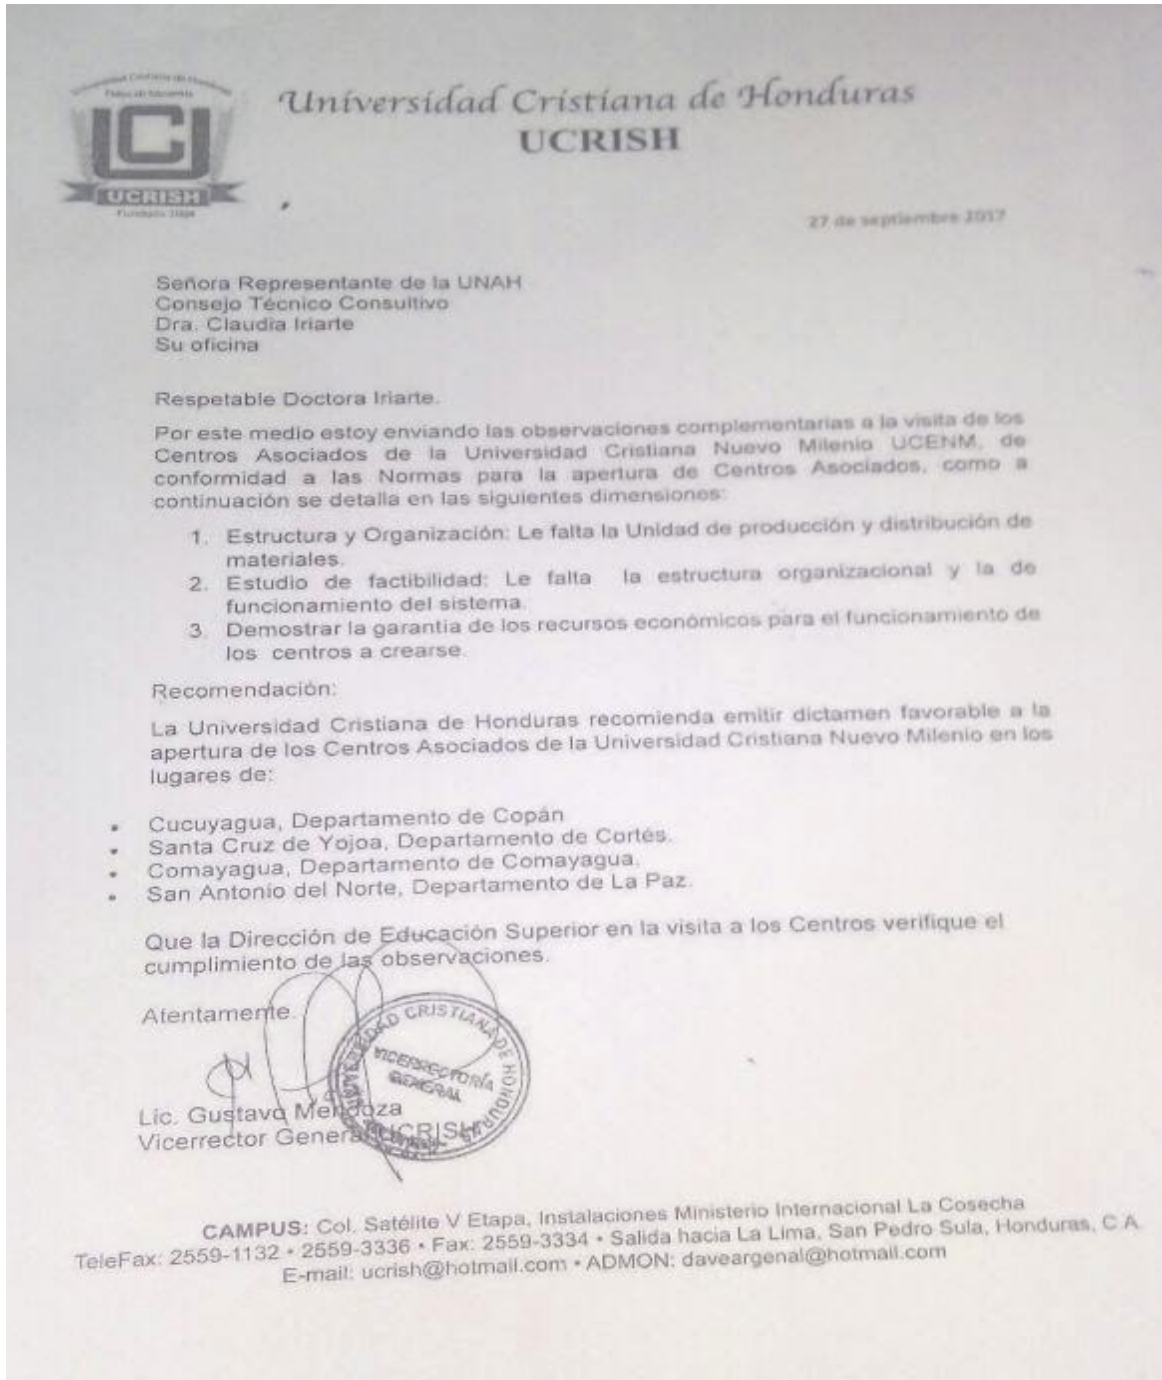 Universidad Cristiana de Honduras
UCRISH
UCRISH
27 de septiembre 2017
Señora Representante de la UNAH
Consejo Técnico Consultivo
Dra. Claudia Iriarte
Su oficina
Respetable Doctora Iriarte.
Por este medio estoy enviando las observaciones complementarias a la visita de los
Centros Asociados de la Universidad Cristiana Nuevo Milenio UCENM, de
conformidad a las Normas para la apertura de Centros Asociados, como a
continuación se detalla en las siguientes dimensiones:
1. Estructura y Organización: Le falta la Unidad de producción y distribución de
materiales.
2. Estudio de factibilidad: Le falta la estructura organizacional y la de
funcionamiento del sistema.
3. Demostrar la garantia de los recursos económicos para el funcionamiento de
los centros a crearse.
Recomendación:
La Universidad Cristiana de Honduras recomienda emitir dictamen favorable a la
apertura de los Centros Asociados de la Universidad Cristiana Nuevo Milenio en los
lugares de:
• Cucuyagua, Departamento de Copán
• Santa Cruz de Yojoa, Departamento de Cortés.
• Comayagua, Departamento de Comayagua.
• San Antonio del Norte, Departamento de La Paz.
Que la Dirección de Educación Superior en la visita a los Centros verifique el
cumplimiento de las observaciones.
Atentamente.
UNIVERSIDAD CRISTIANA DE HONDURAS
VICERRECTORÍA
GENERAL
Lic. Gustavo Mendoza
Vicerrector General UCRISH
CAMPUS: Col. Satélite V Etapa, Instalaciones Ministerio Internacional La Cosecha
TeleFax: 2559-1132 • 2559-3336 • Fax: 2559-3334 • Salida hacia La Lima, San Pedro Sula, Honduras, C.A.
E-mail: ucrish@hotmail.com • ADMON: daveargenal@hotmail.com